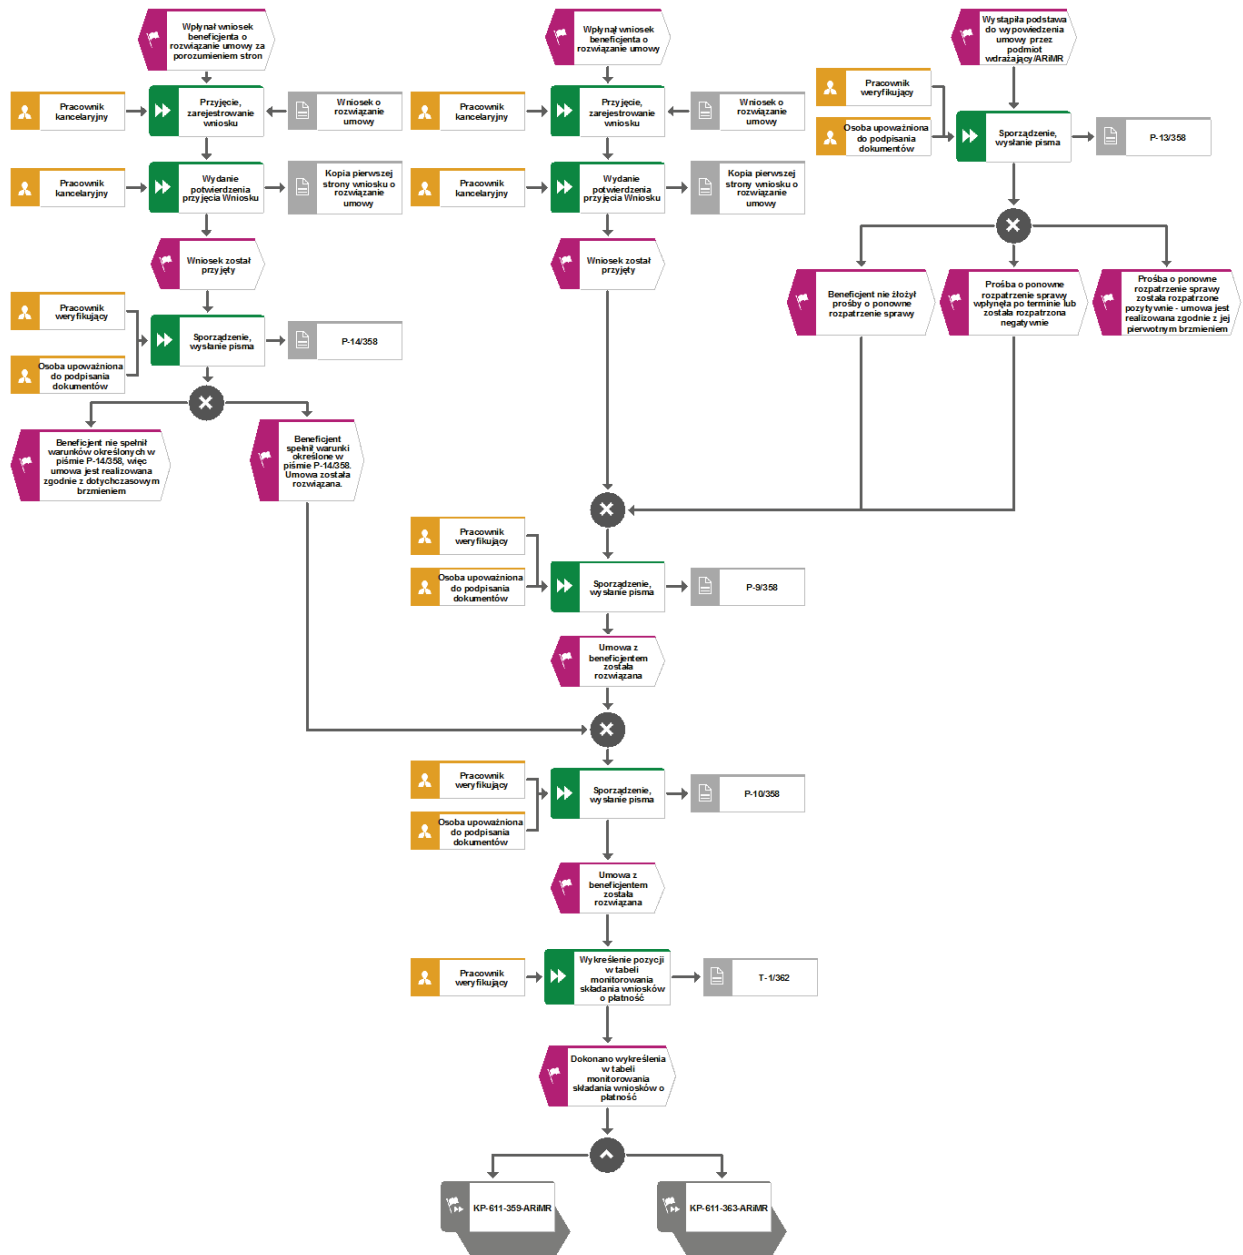 Wpłynął wniosek
beneficjenta o
rozwiązanie umowy za
porozumieniem stron
Wpłynął wniosek
beneficjenta o
rozwiązanie umowy
Wystąpiła podstawa
do wypowiedzenia
umowy przez
podmiot
wdrażający/ARiMR
Pracownik
kancelaryjny
Przyjęcie,
zarejestrowanie
wniosku
Wniosek o
rozwiązanie
umowy
Pracownik
kancelaryjny
Przyjęcie,
zarejestrowanie
wniosku
Wniosek o
rozwiązanie
umowy
Pracownik
weryfikujący
Osoba upoważniona
do podpisania
dokumentów
Sporządzenie,
wysłanie pisma
P-13/358
Pracownik
kancelaryjny
Wydanie
potwierdzenia
przyjęcia Wniosku
Kopia pierwszej
strony wniosku o
rozwiązanie
umowy
Pracownik
kancelaryjny
Wydanie
potwierdzenia
przyjęcia Wniosku
Kopia pierwszej
strony wniosku o
rozwiązanie
umowy
Wniosek został
przyjęty
Wniosek został
przyjęty
Beneficjent nie żłożył
prośby o ponowne
rozpatrzenie sprawy
Prośba o ponowne
rozpatrzenie sprawy
wpłynęła po terminie lub
została rozpatrzona
negatywnie
Prośba o ponowne
rozpatrzenie sprawy
została rozpatrzone
pozytywnie - umowa jest
realizowana zgodnie z jej
pierwotnym brzmieniem
Pracownik
weryfikujący
Osoba upoważniona
do podpisania
dokumentów
Sporządzenie,
wysłanie pisma
P-14/358
Beneficjent nie spełnił
warunków określonych w
piśmie P-14/358, więc
umowa jest realizowana
zgodnie z dotychczasowym
brzmieniem
Beneficjent
spełnił warunki
określone w
piśmie P-14/358.
Umowa została
rozwiązana.
Pracownik
weryfikujący
Osoba upoważniona
do podpisania
dokumentów
Sporządzenie,
wysłanie pisma
P-9/358
Umowa z
beneficjentem
została
rozwiązana
Pracownik
weryfikujący
Osoba upoważniona
do podpisania
dokumentów
Sporządzenie,
wysłanie pisma
P-10/358
Umowa z
beneficjentem
została
rozwiązana
Pracownik
weryfikujący
Wykreślenie pozycji
w tabeli
monitorowania
składania wniosków
o płatność
T-1/362
Dokonano wykreślenia
w tabeli
monitorowania
składania wniosków o
płatność
KP-611-359-ARiMR
KP-611-363-ARiMR